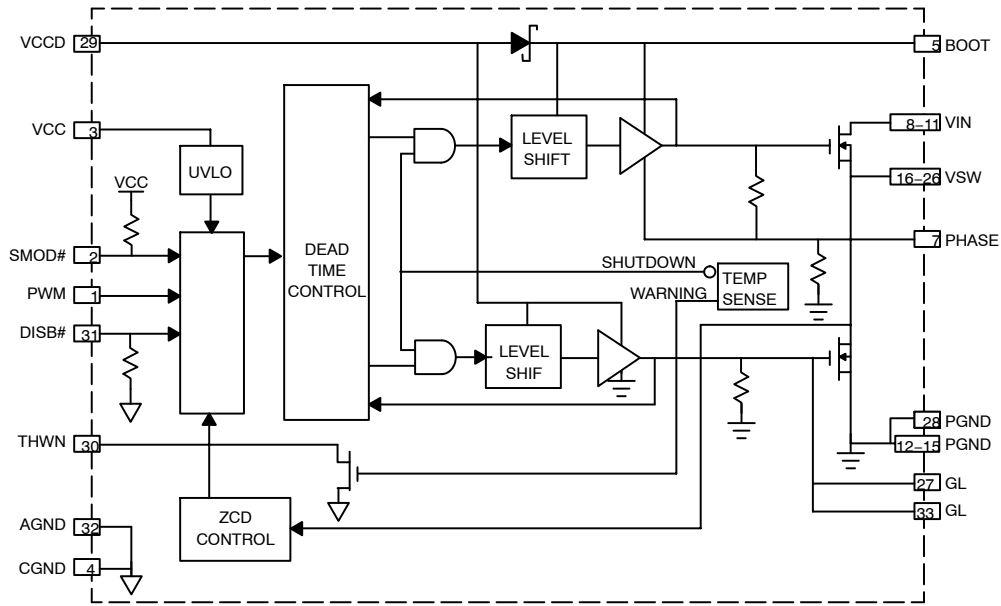 VCCD 29
5 BOOT
VCC 3
8–11 VIN
LEVEL
SHIFT
UVLO
VCC
16–26 VSW
7 PHASE
SMOD# 2
DEAD
TIME
CONTROL
SHUTDOWN
TEMP
SENSE
WARNING
PWM 1
DISB# 31
LEVEL
SHIF
28 PGND
THWN 30
12–15 PGND
27 GL
ZCD
CONTROL
33 GL
AGND 32
CGND 4